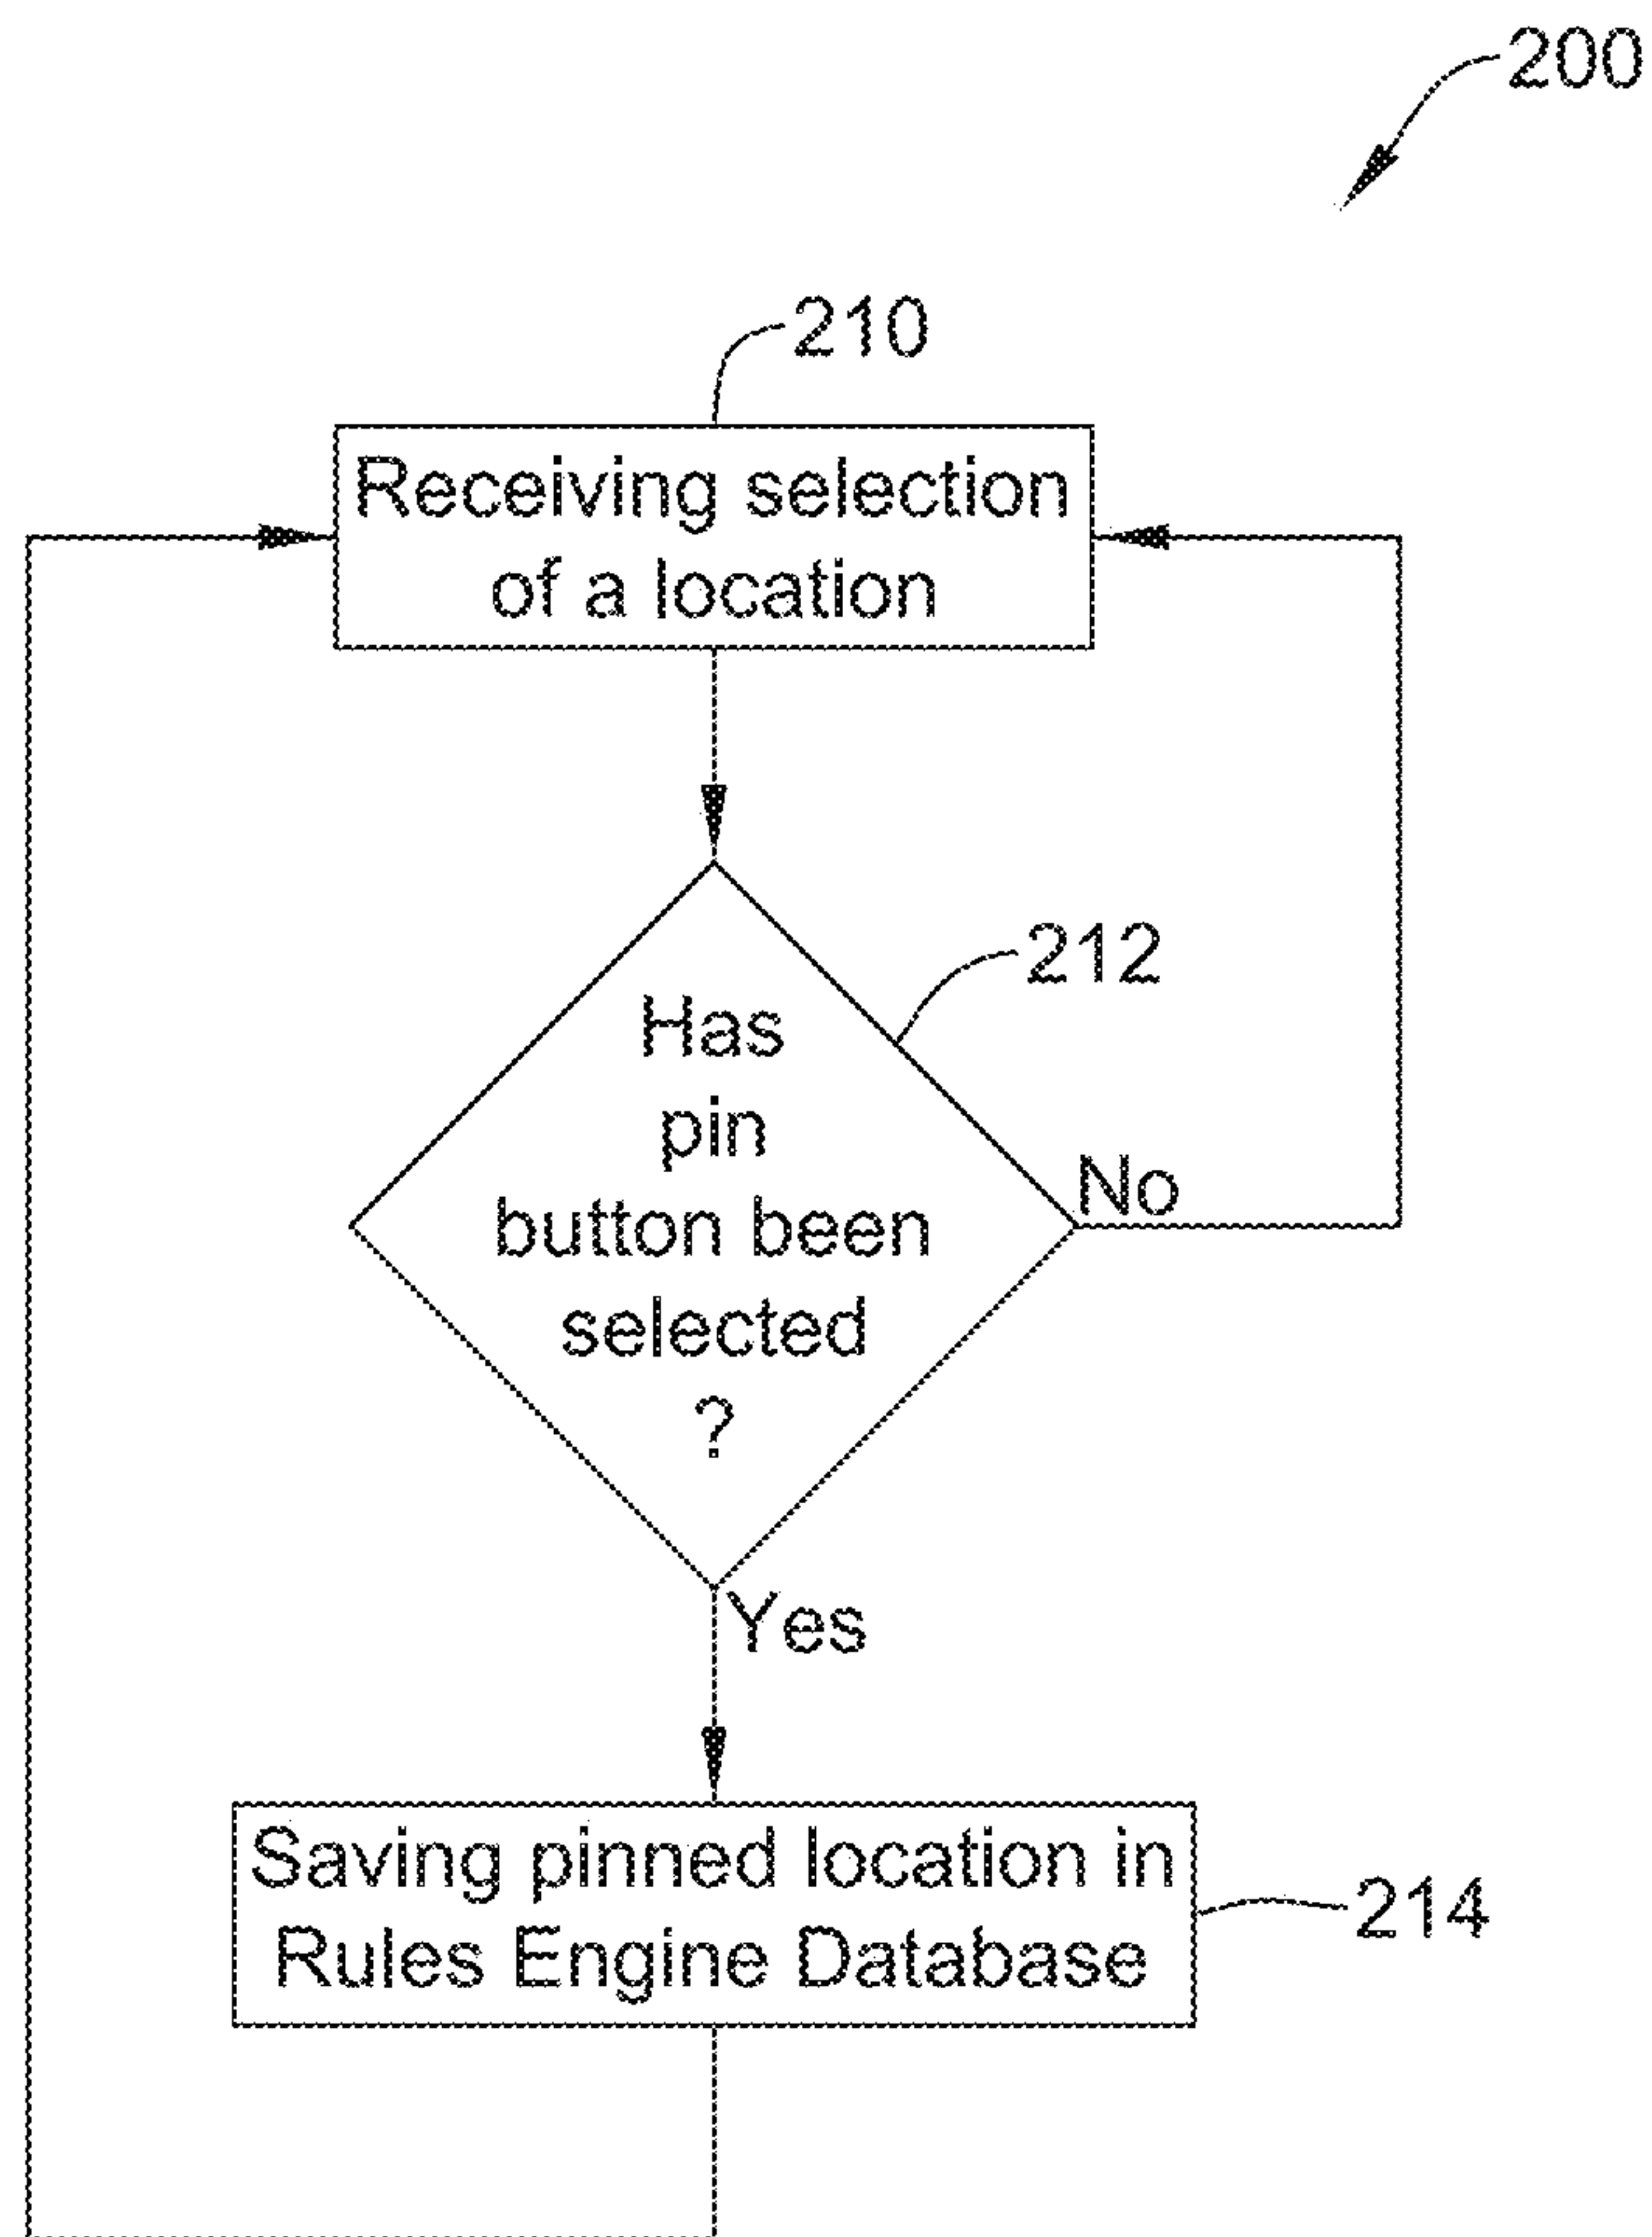 200
210
Receiving selection
of a location
212
Has
pin
button been
selected
?
No
Yes
Saving pinned location in
Rules Engine Database
214